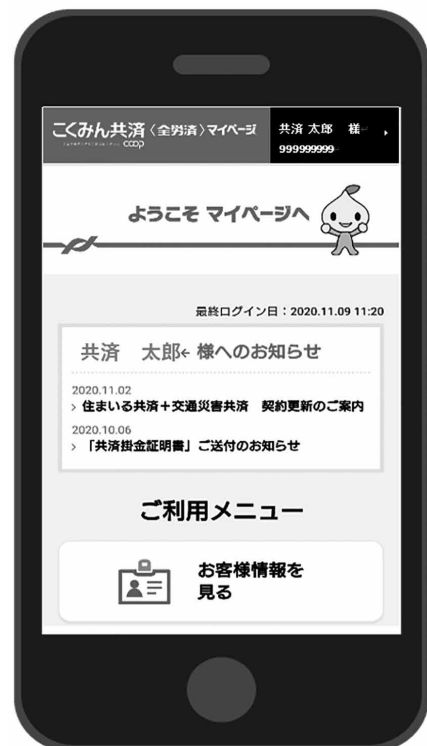 こくみん共済〈全労済〉マイページ
coop
共済 太郎 様
999999999
ようこそ マイページへ
最終ログイン日：2020.11.09 11:20
共済 太郎 様へのお知らせ
2020.11.02
> 住まいる共済＋交通災害共済 契約更新のご案内
2020.10.06
> 「共済掛金証明書」ご送付のお知らせ
ご利用メニュー
お客様情報を
見る